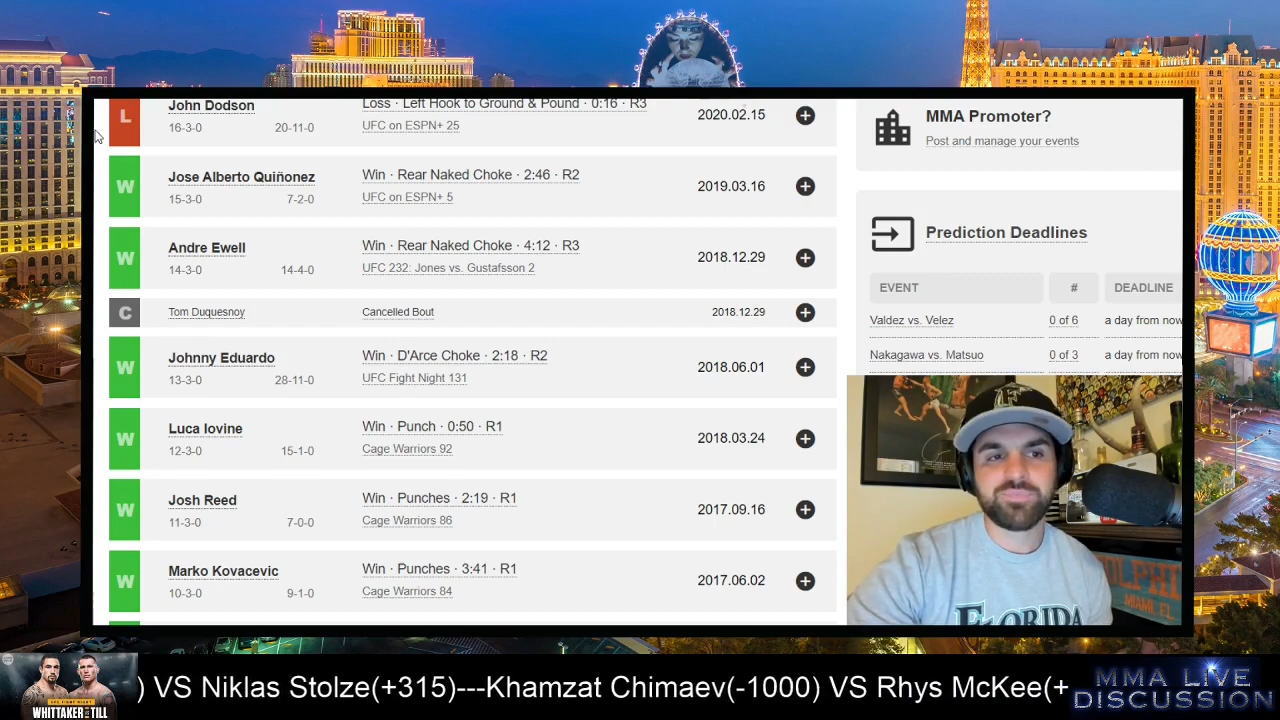 L
John Dodson
Loss · Left Hook to Ground & Pound · 0:16 · R3
16-3-0
20-11-0
UFC on ESPN+ 25
2020.02.15
W
Jose Alberto Quiñonez
Win · Rear Naked Choke · 2:46 · R2
15-3-0
7-2-0
UFC on ESPN+ 5
2019.03.16
W
Andre Ewell
Win · Rear Naked Choke · 4:12 · R3
14-3-0
14-4-0
UFC 232: Jones vs. Gustafsson 2
2018.12.29
C
Tom Duquesnoy
Cancelled Bout
2018.12.29
W
Johnny Eduardo
Win · D'Arce Choke · 2:18 · R2
13-3-0
28-11-0
UFC Fight Night 131
2018.06.01
W
Luca Iovine
Win · Punch · 0:50 · R1
12-3-0
15-1-0
Cage Warriors 92
2018.03.24
W
Josh Reed
Win · Punches · 2:19 · R1
11-3-0
7-0-0
Cage Warriors 86
2017.09.16
W
Marko Kovacevic
Win · Punches · 3:41 · R1
10-3-0
9-1-0
Cage Warriors 84
2017.06.02
MMA Promoter?
Post and manage your events
Prediction Deadlines
EVENT # DEADLINE
Valdez vs. Velez 0 of 6 a day from now
Nakagawa vs. Matsuo 0 of 3 a day from now
FLORIDA
DOLPHI
MIAMI, FL
WHITTAKER VS TILL
) VS Niklas Stolze(+315)---Khamzat Chimaev(-1000) VS Rhys McKee(+
MMA LIVE
DISCUSSION